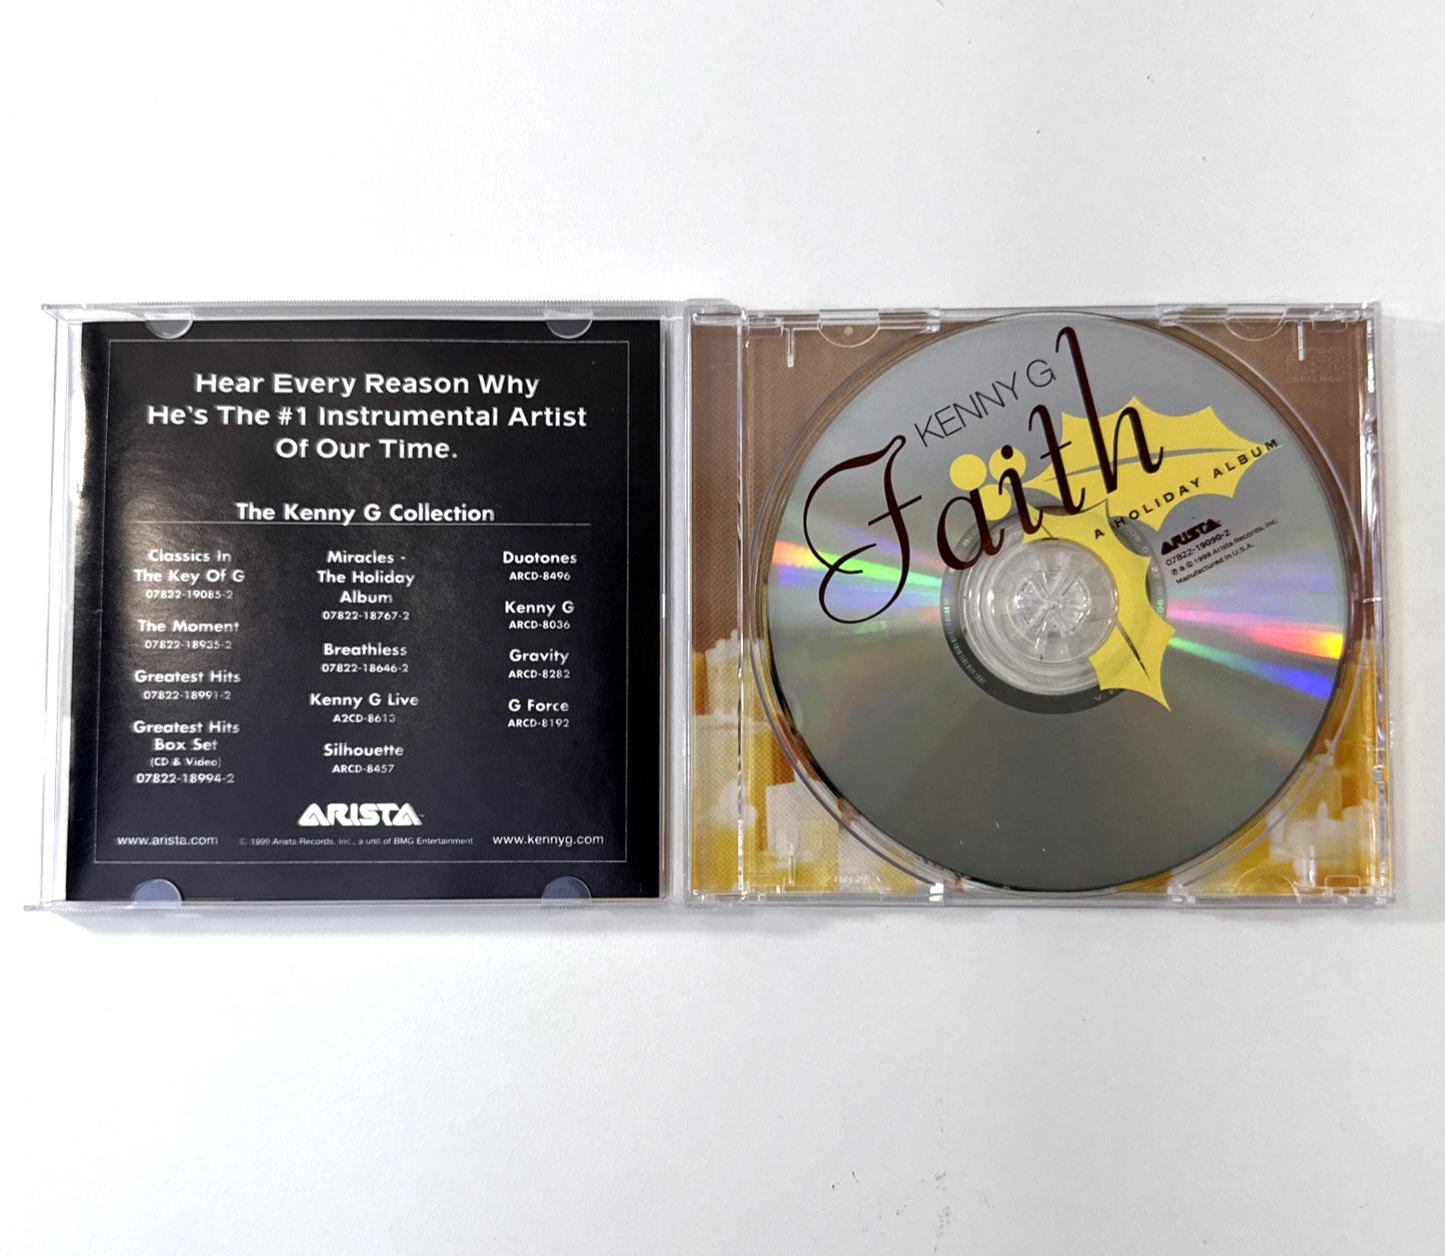 Hear Every Reason Why
He's The #1 Instrumental Artist
Of Our Time.
The Kenny G Collection
Classics In
The Key Of G
07822-19085-2
The Moment
07822-18935-2
Greatest Hits
07822-18991-2
Greatest Hits
Box Set
(CD & Video)
07822-18994-2
Miracles -
The Holiday
Album
07822-18767-2
Breathless
07822-18646-2
Kenny G Live
A2CD-8613
Silhouette
ARCD-8457
Duotones
ARCD-8496
Kenny G
ARCD-8036
Gravity
ARCD-8282
G Force
ARCD-8192
ARISTA
www.arista.com
© 1999 Arista Records, Inc., a unit of BMG Entertainment
www.kennyg.com
KENNY G
Faith
A HOLIDAY ALBUM
ARISTA
07822-19090-2
℗ & © 1999 Arista Records, Inc.
Manufactured in U.S.A.